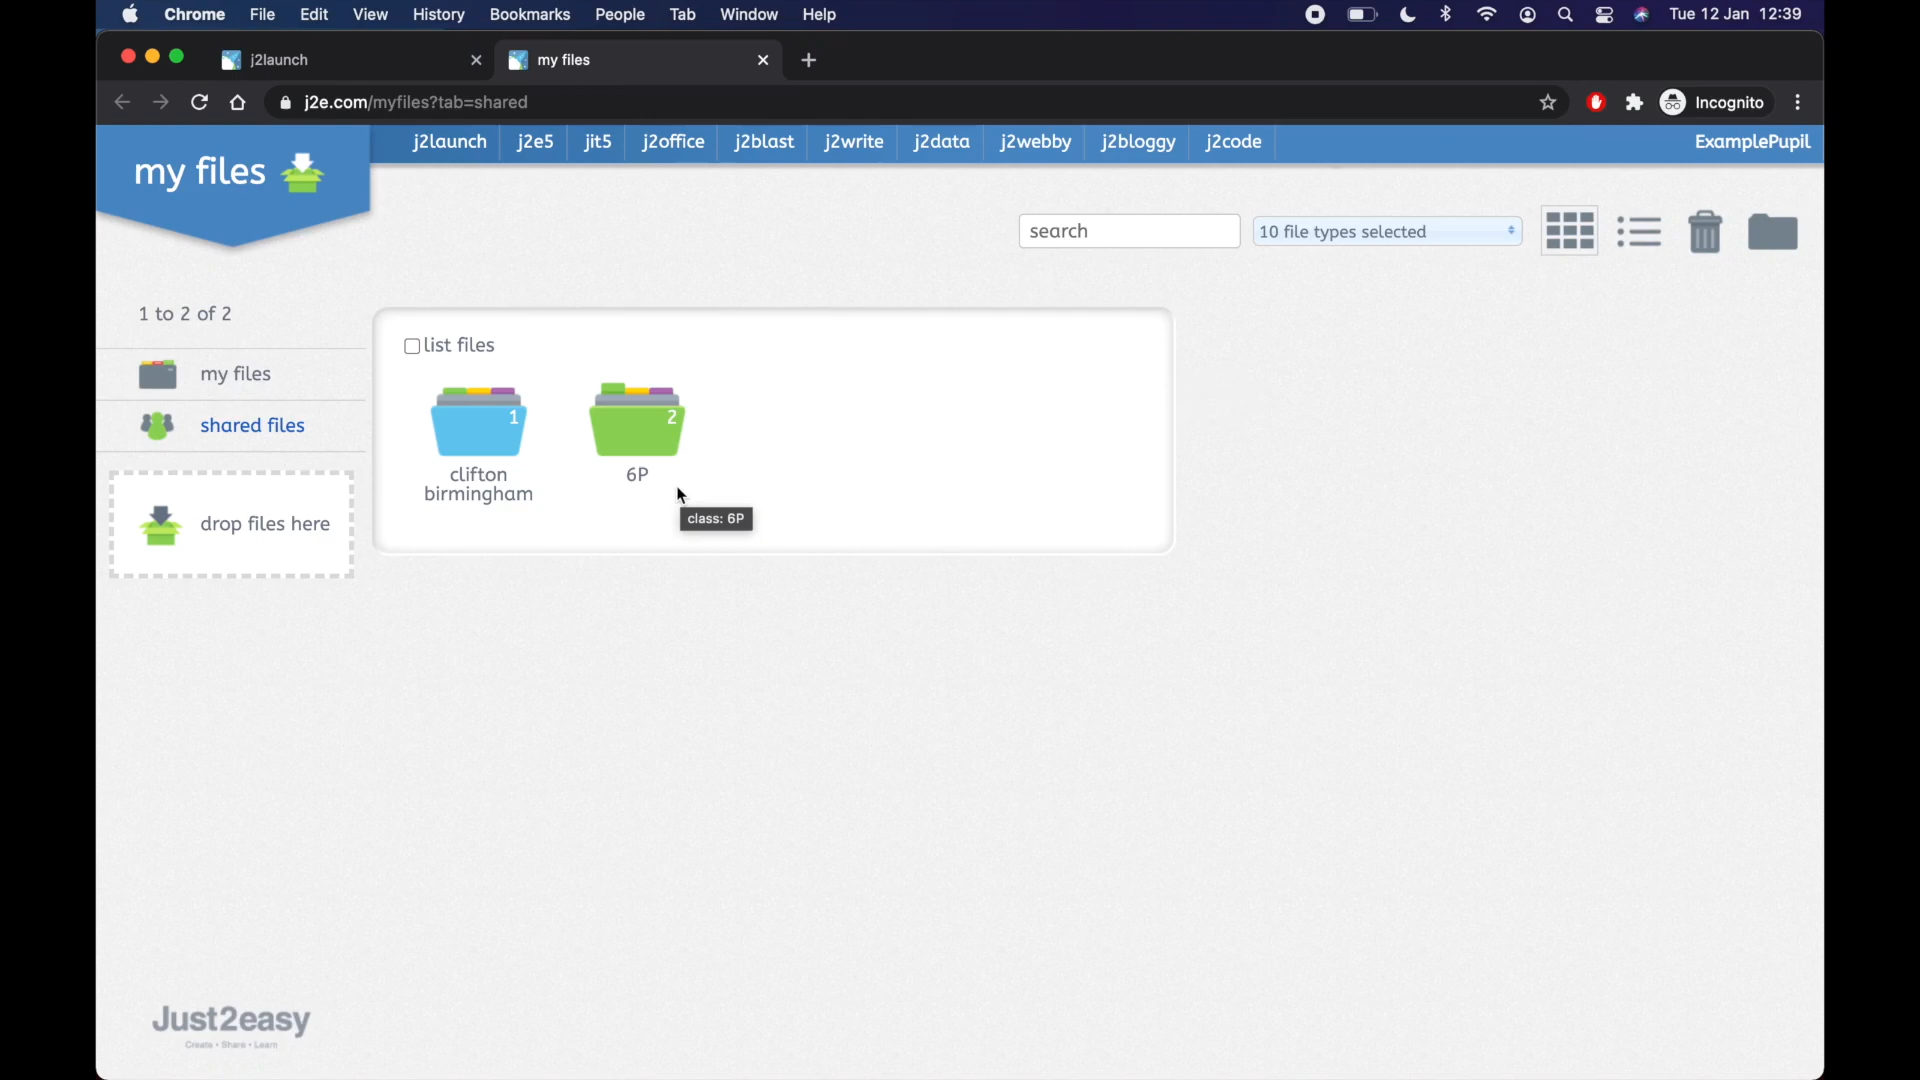 Chrome File Edit View History Bookmarks People Tab Window Help Tue 12 Jan 12:39
j2launch my files
j2e.com/myfiles?tab=shared Incognito
my files j2launch j2e5 jit5 j2office j2blast j2write j2data j2webby j2bloggy j2code ExamplePupil
search 10 file types selected
1 to 2 of 2
list files
my files
shared files
1 2
clifton
birmingham
6P
class: 6P
drop files here
Just2easy
Create • Share • Learn